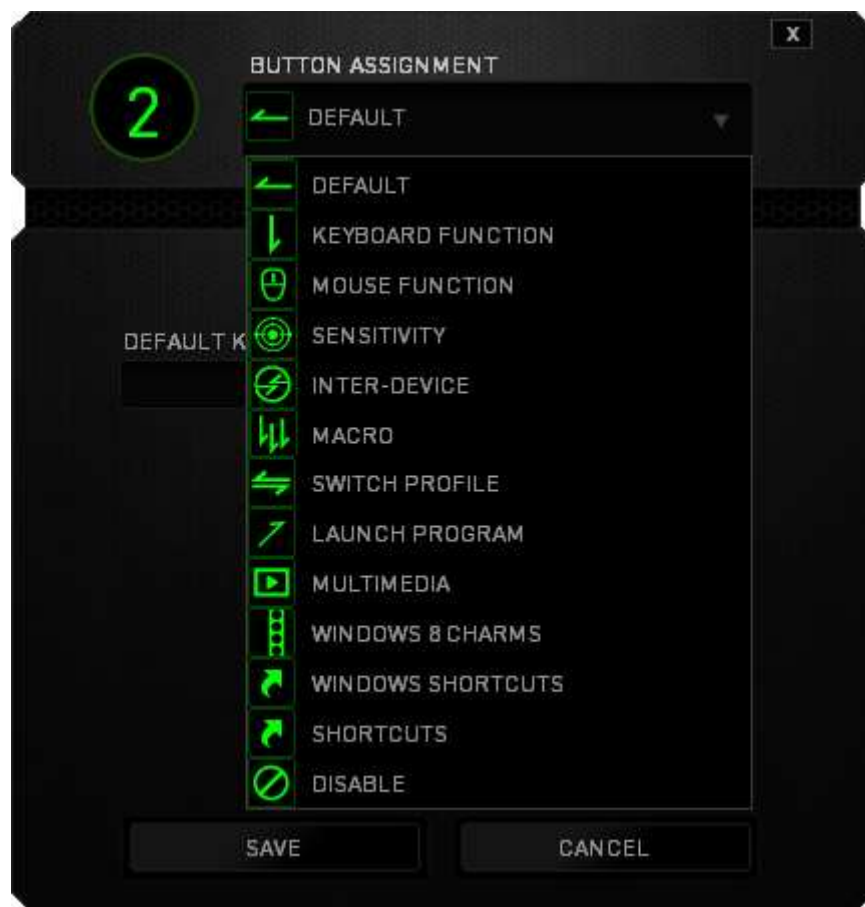 X
BUTTON ASSIGNMENT
2
DEFAULT
DEFAULT
KEYBOARD FUNCTION
MOUSE FUNCTION
DEFAULT K
SENSITIVITY
INTER-DEVICE
MACRO
SWITCH PROFILE
LAUNCH PROGRAM
MULTIMEDIA
WINDOWS 8 CHARMS
WINDOWS SHORTCUTS
SHORTCUTS
DISABLE
SAVE
CANCEL